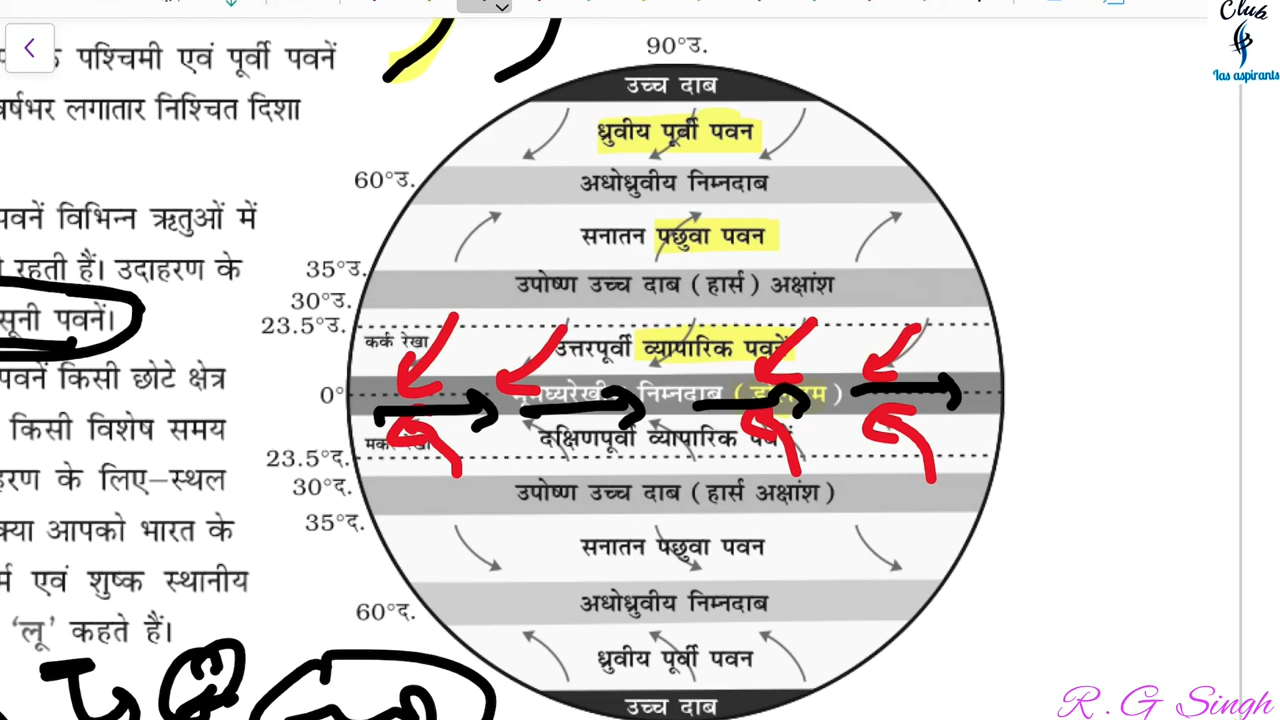 Club
Ias aspirants
पश्चिमी एवं पूर्वी पवनें
वर्षभर लगातार निश्चित दिशा
पवनें विभिन्न ऋतुओं में
रहती हैं। उदाहरण के
सूनी पवनें।
पवनें किसी छोटे क्षेत्र
किसी विशेष समय
हरण के लिए–स्थल
क्या आपको भारत के
र्म एवं शुष्क स्थानीय
'लू' कहते हैं।
90°उ.
उच्च दाब
ध्रुवीय पूर्वी पवन
60°उ.
अधोध्रुवीय निम्नदाब
सनातन पछुवा पवन
35°उ.
उपोष्ण उच्च दाब (हार्स) अक्षांश
30°उ.
23.5°उ.
कर्क रेखा
उत्तरपूर्वी व्यापारिक पवनें
0°
निम्नदाब
दक्षिणपूर्वी व्यापारिक
23.5°द.
30°द.
उपोष्ण उच्च दाब (हार्स अक्षांश)
35°द.
सनातन पछुवा पवन
60°द.
अधोध्रुवीय निम्नदाब
ध्रुवीय पूर्वी पवन
उच्च दाब
R. G Singh